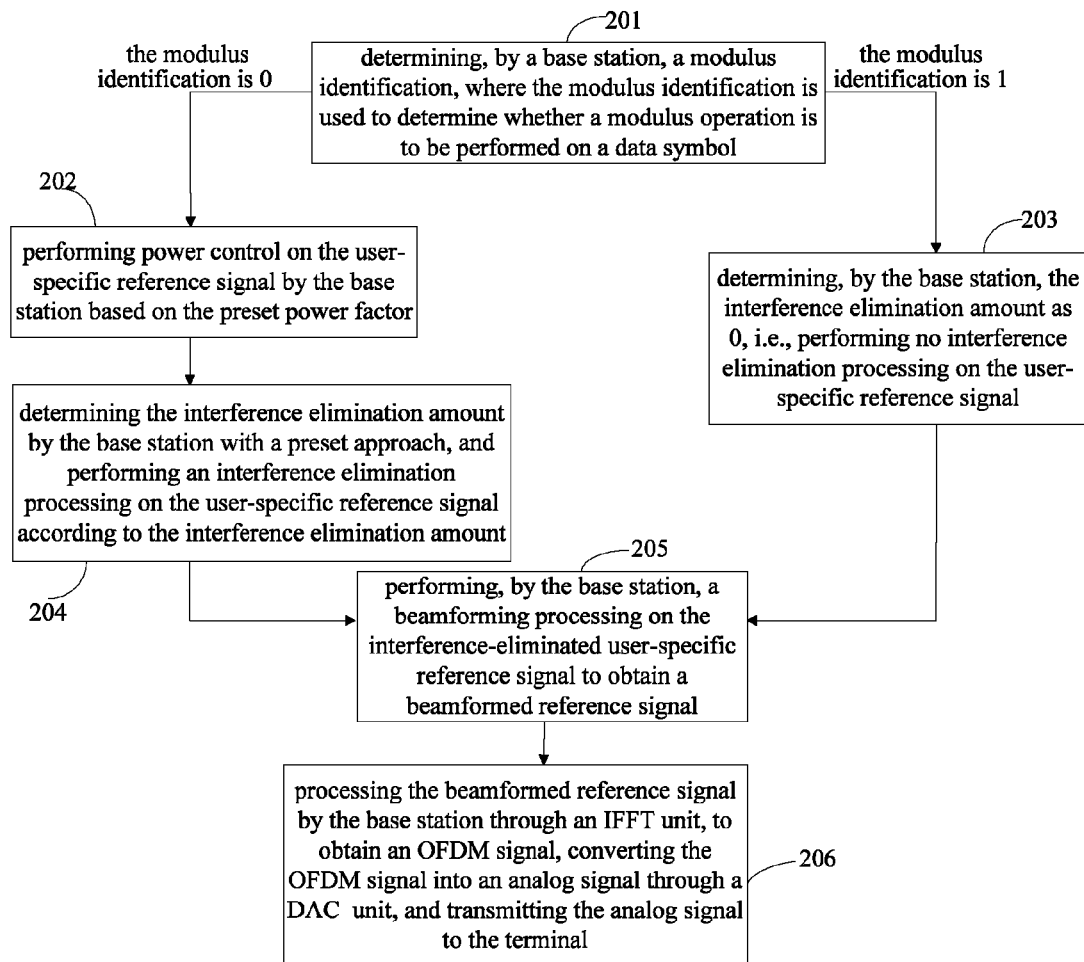 201
the modulus
identification is 0
determining, by a base station, a modulus
identification, where the modulus identification is
used to determine whether a modulus operation is
to be performed on a data symbol
the modulus
identification is 1
202
performing power control on the user-
specific reference signal by the base
station based on the preset power factor
203
determining, by the base station, the
interference elimination amount as
0, i.e., performing no interference
elimination processing on the user-
specific reference signal
determining the interference elimination amount
by the base station with a preset approach, and
performing an interference elimination
processing on the user-specific reference signal
according to the interference elimination amount
204
205
performing, by the base station, a
beamforming processing on the
interference-eliminated user-specific
reference signal to obtain a
beamformed reference signal
processing the beamformed reference signal
by the base station through an IFFT unit, to
obtain an OFDM signal, converting the
OFDM signal into an analog signal through a
DAC unit, and transmitting the analog signal
to the terminal
206